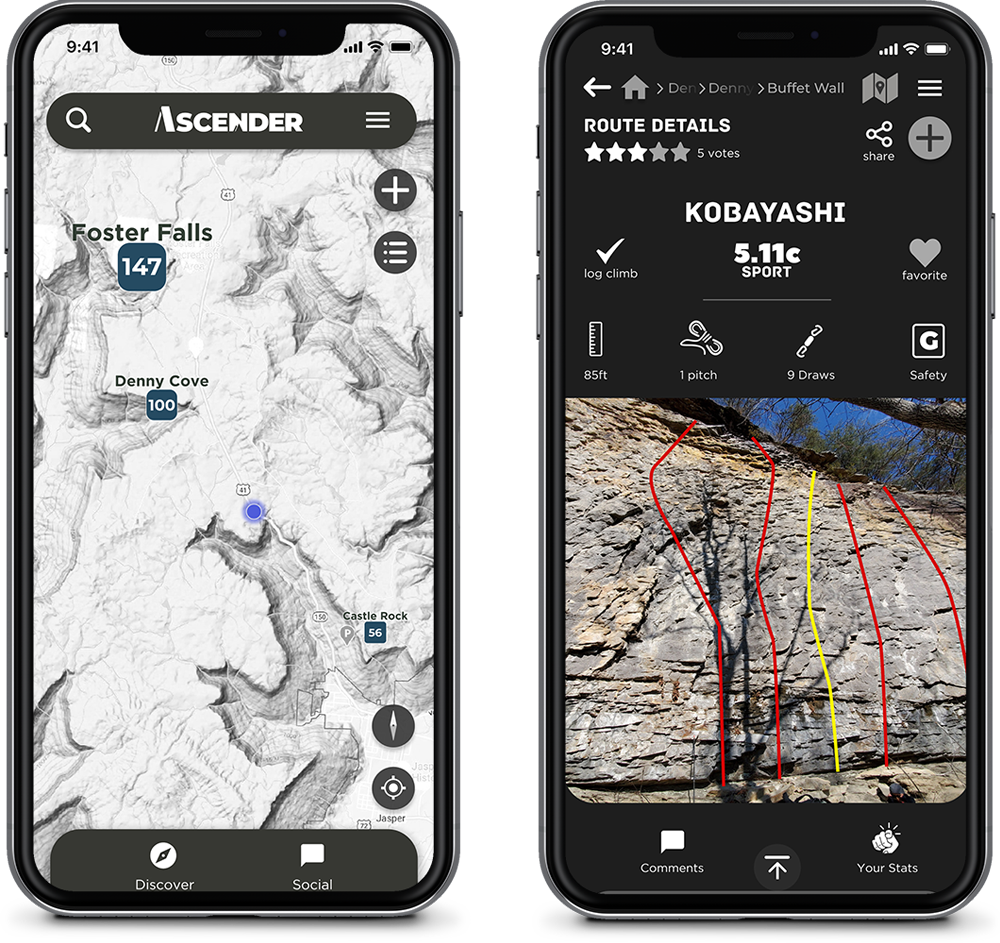 9:41
150
ASCENDER
41
Foster Falls
147
Denny Cove
100
41
150
Castle Rock
P
56
Jasper
72
Discover
Social
9:41
Den
Denny
Buffet Wall
ROUTE DETAILS
5 votes
share
KOBAYASHI
log climb
5.11c
SPORT
favorite
G
85ft
1 pitch
9 Draws
Safety
Comments
Your Stats